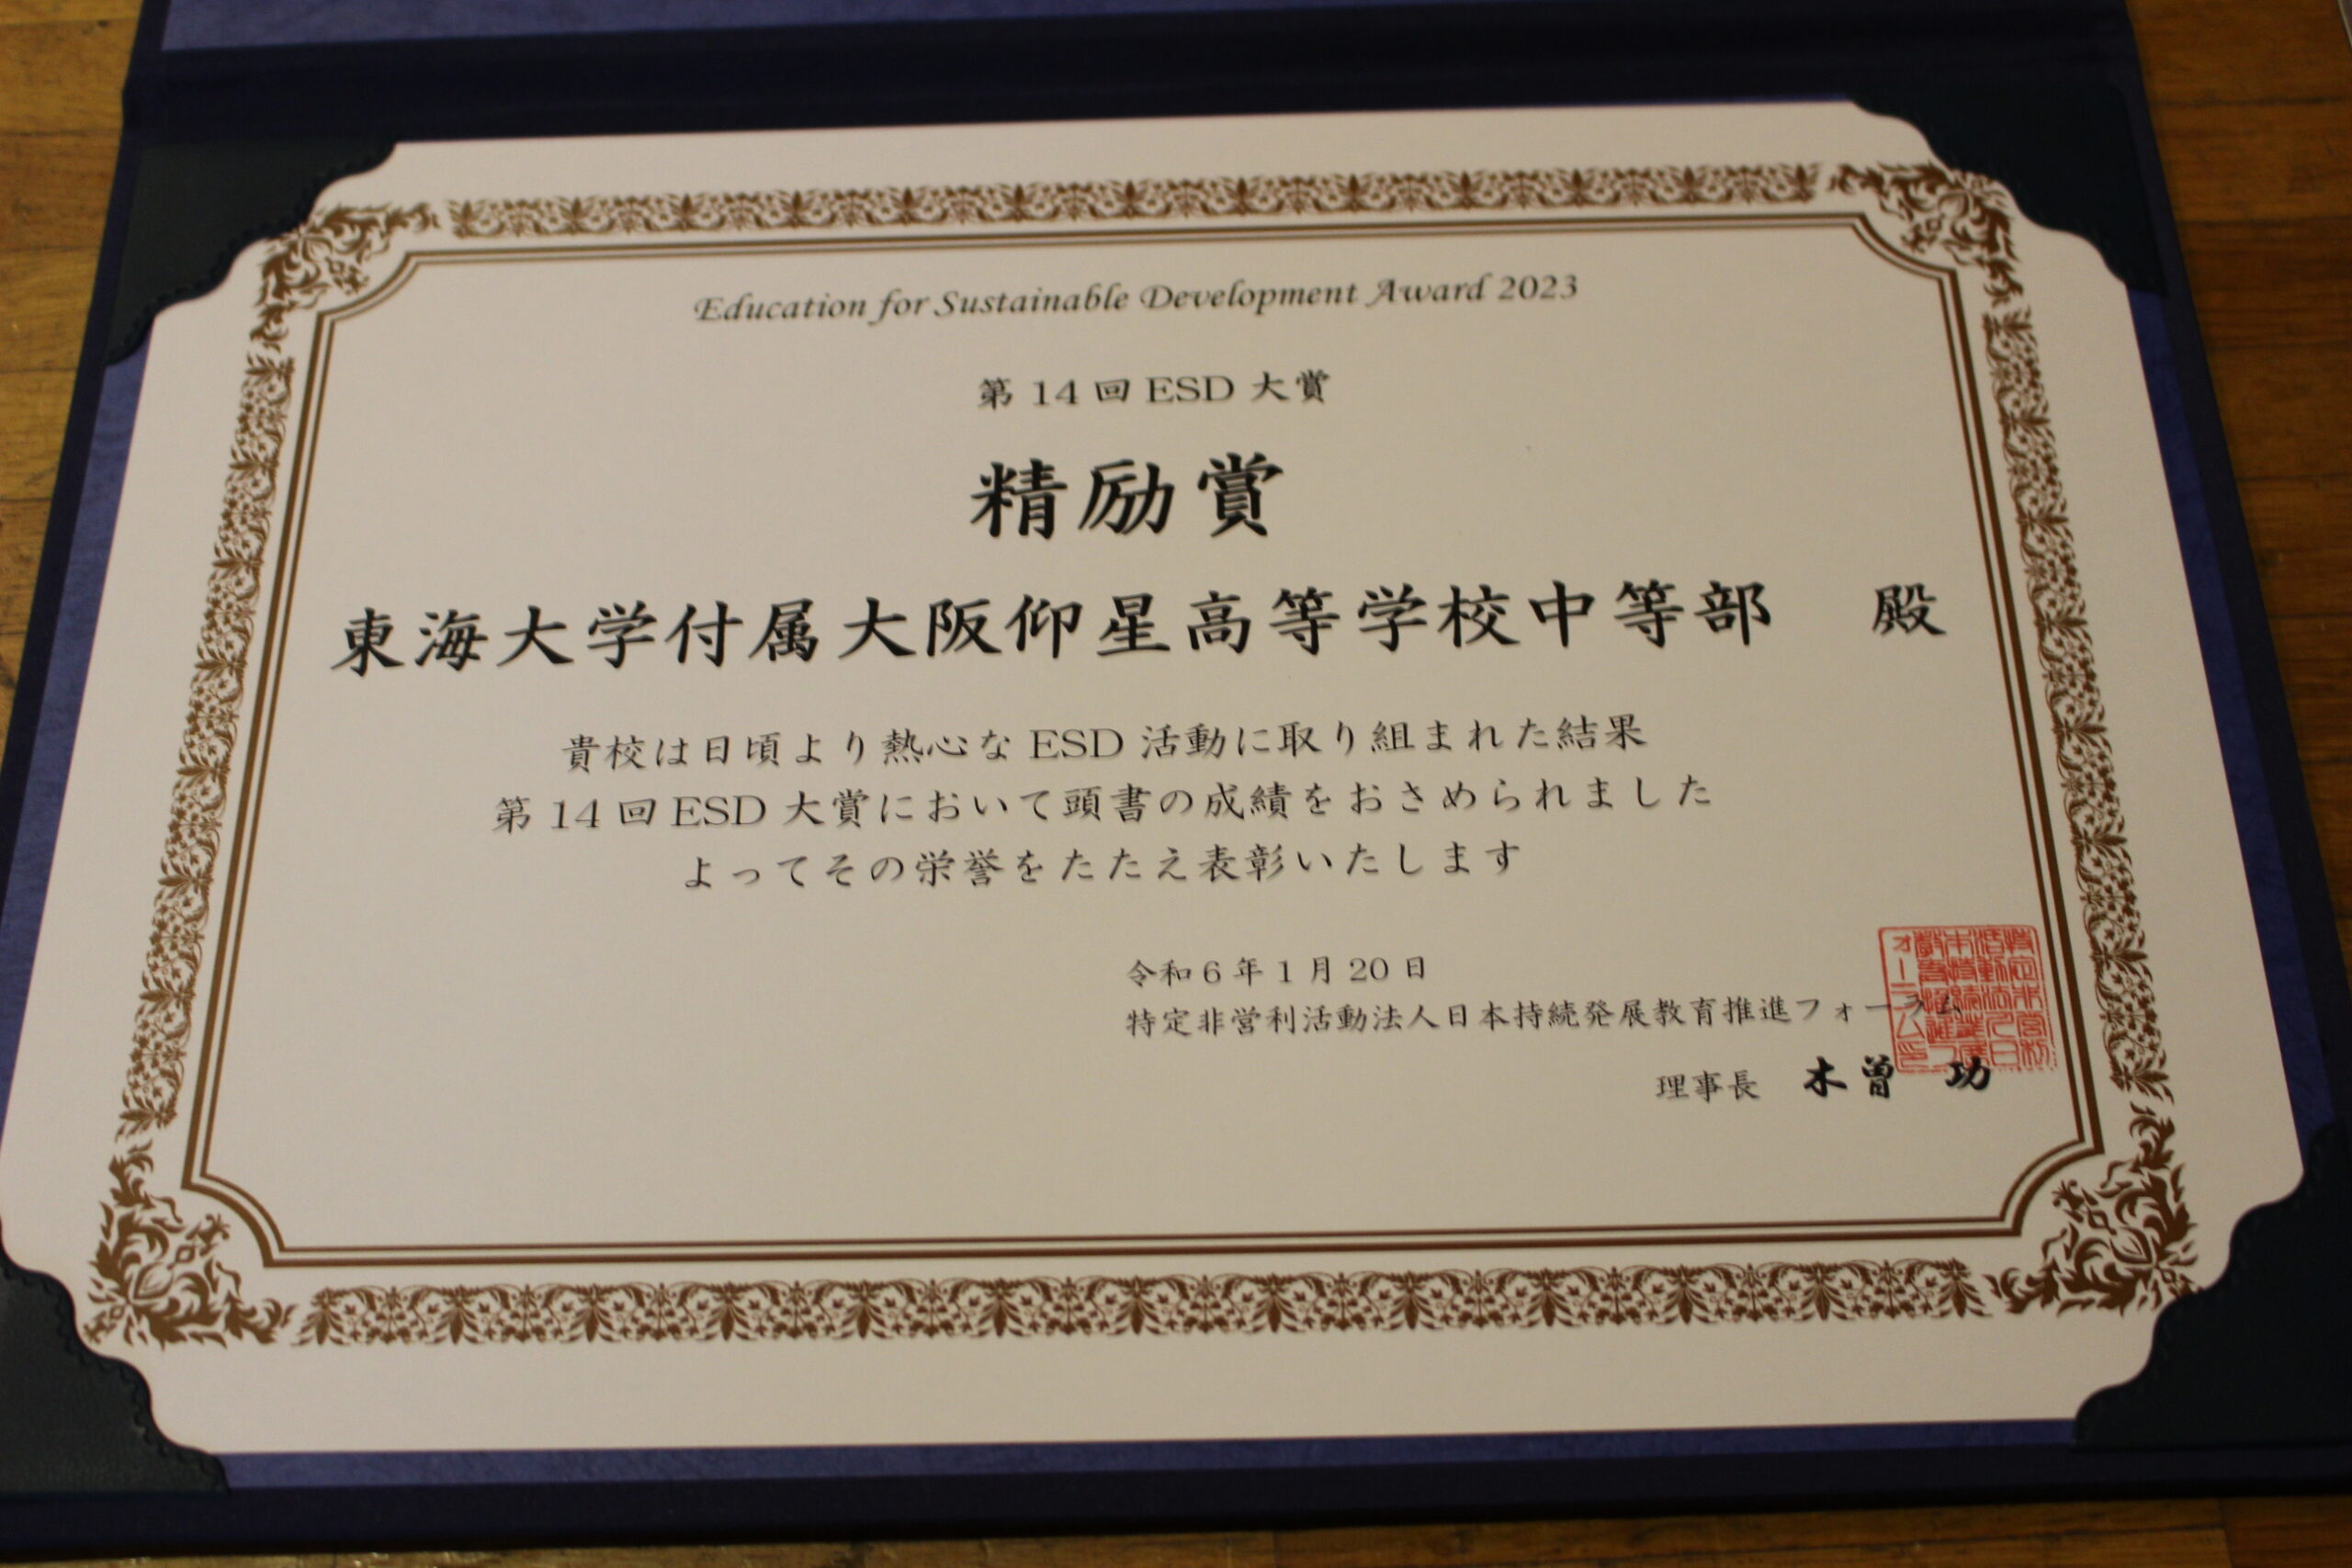 Education for Sustainable Development Award 2023
第14回ESD大賞
精励賞
東海大学付属大阪仰星高等学校中等部　殿
貴校は日頃より熱心なESD活動に取り組まれた結果
第14回ESD大賞において頭書の成績をおさめられました
よってその栄誉をたたえ表彰いたします
令和6年1月20日
特定非営利活動法人日本持続発展教育推進フォーラム
理事長　木曽　功